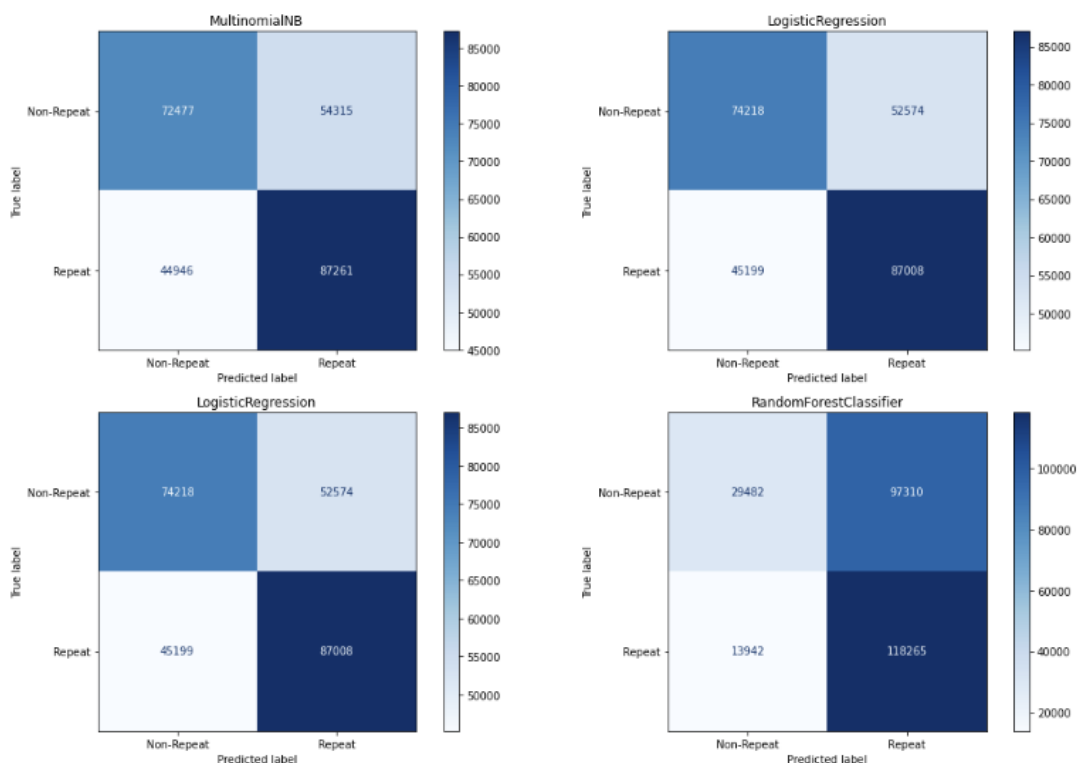 MultinomialNB
Non-Repeat
Repeat
True label
72477
54315
44946
87261
Non-Repeat
Repeat
Predicted label
85000
80000
75000
70000
65000
60000
55000
50000
45000
LogisticRegression
Non-Repeat
Repeat
True label
74218
52574
45199
87008
Non-Repeat
Repeat
Predicted label
85000
80000
75000
70000
65000
60000
55000
50000
LogisticRegression
Non-Repeat
Repeat
True label
74218
52574
45199
87008
Non-Repeat
Repeat
Predicted label
85000
80000
75000
70000
65000
60000
55000
50000
RandomForestClassifier
Non-Repeat
Repeat
True label
29482
97310
13942
118265
Non-Repeat
Repeat
Predicted label
100000
80000
60000
40000
20000